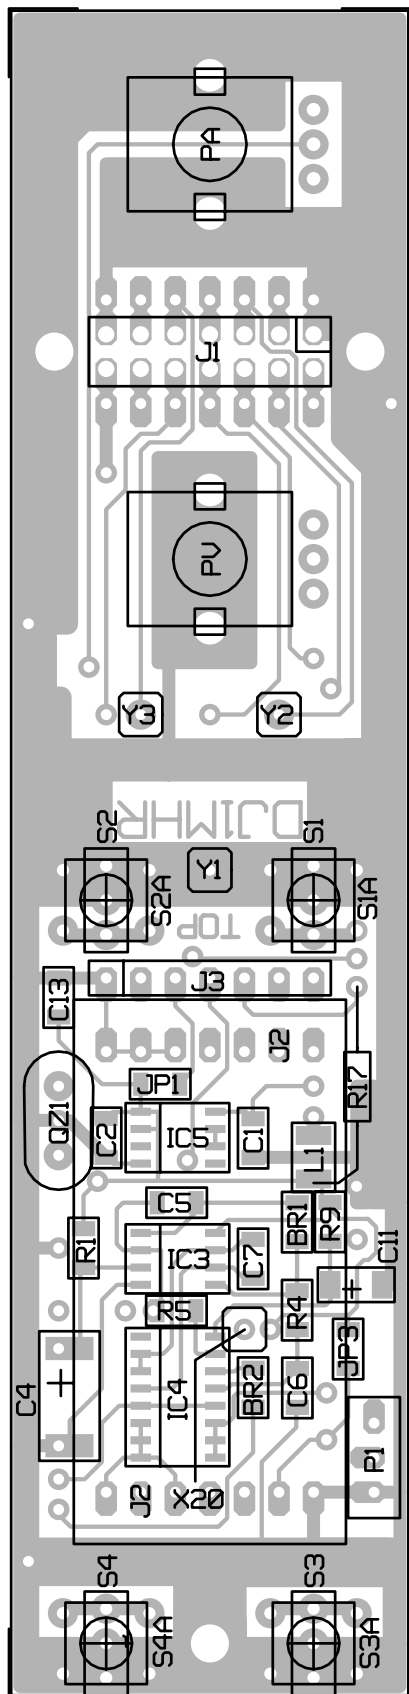 PA
J1
PV
Y3
Y2
DJ1MHR
S2
S1
Y1
S2A
S1A
TOP
J3
C13
J2
JP1
R17
QZ1
C2
IC5
C1
L1
C5
BR1
R9
R1
IC3
C7
C11
+
R5
R4
JP3
C4
+
IC4
BR2
C6
P1
J2
X20
S4
S3
S4A
S3A